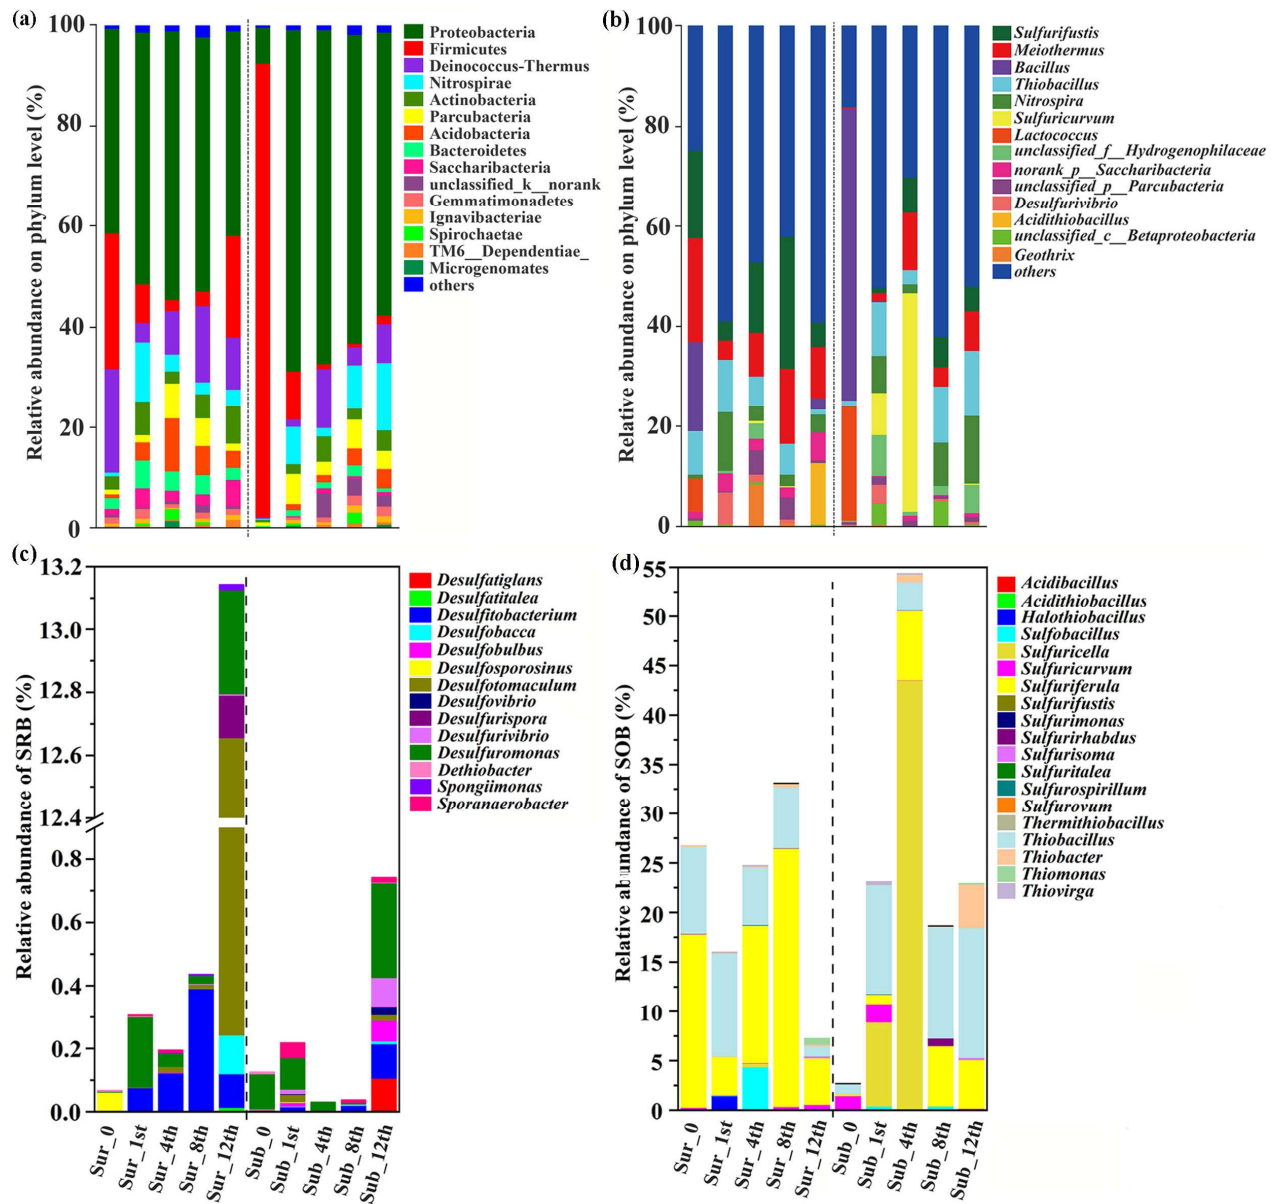 (a)
Relative abundance on phylum level (%)
100
80
60
40
20
0
Proteobacteria
Firmicutes
Deinococcus-Thermus
Nitrospirae
Actinobacteria
Parcubacteria
Acidobacteria
Bacteroidetes
Saccharibacteria
unclassified_k__norank
Gemmatimonadetes
Ignavibacteriae
Spirochaetae
TM6__Dependentiae_
Microgenomates
others
(b)
Relative abundance on phylum level (%)
100
80
60
40
20
0
Sulfurifustis
Meiothermus
Bacillus
Thiobacillus
Nitrospira
Sulfuricurvum
Lactococcus
unclassified_f__Hydrogenophilaceae
norank_p__Saccharibacteria
unclassified_p__Parcubacteria
Desulfurivibrio
Acidithiobacillus
unclassified_c__Betaproteobacteria
Geothrix
others
(c)
Relative abundance of SRB (%)
13.2
13.0
12.8
12.6
12.4
0.8
0.6
0.4
0.2
0.0
Sur_0
Sur_1st
Sur_4th
Sur_8th
Sur_12th
Sub_0
Sub_1st
Sub_4th
Sub_8th
Sub_12th
Desulfatiglans
Desulfatitalea
Desulfitobacterium
Desulfobacca
Desulfobulbus
Desulfosporosinus
Desulfotomaculum
Desulfovibrio
Desulfurispora
Desulfurivibrio
Desulfuromonas
Dethiobacter
Spongiimonas
Sporanaerobacter
(d)
Relative abundance of SOB (%)
55
50
45
40
35
30
25
20
15
10
5
0
Sur_0
Sur_1st
Sur_4th
Sur_8th
Sur_12th
Sub_0
Sub_1st
Sub_4th
Sub_8th
Sub_12th
Acidibacillus
Acidithiobacillus
Halothiobacillus
Sulfobacillus
Sulfuricella
Sulfuricurvum
Sulfuriferula
Sulfurifustis
Sulfurimonas
Sulfurirhabdus
Sulfurisoma
Sulfuritalea
Sulfurospirillum
Sulfurovum
Thermithiobacillus
Thiobacillus
Thiobacter
Thiomonas
Thiovirga